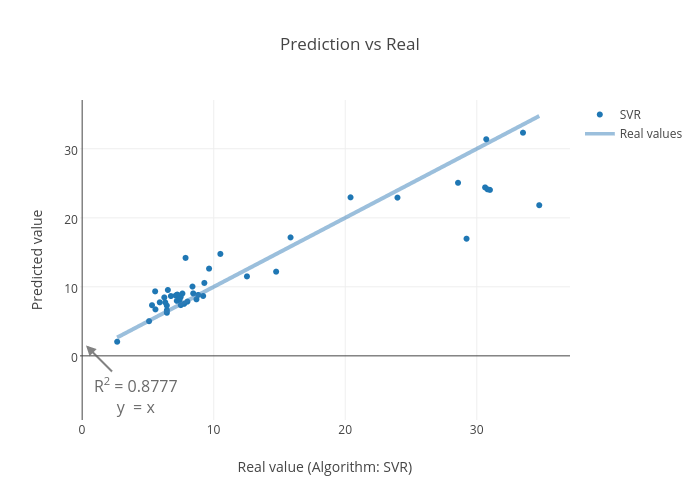 Prediction vs Real
SVR
Real values
Predicted value
30
20
10
0
R² = 0.8777
y = x
0
10
20
30
Real value (Algorithm: SVR)